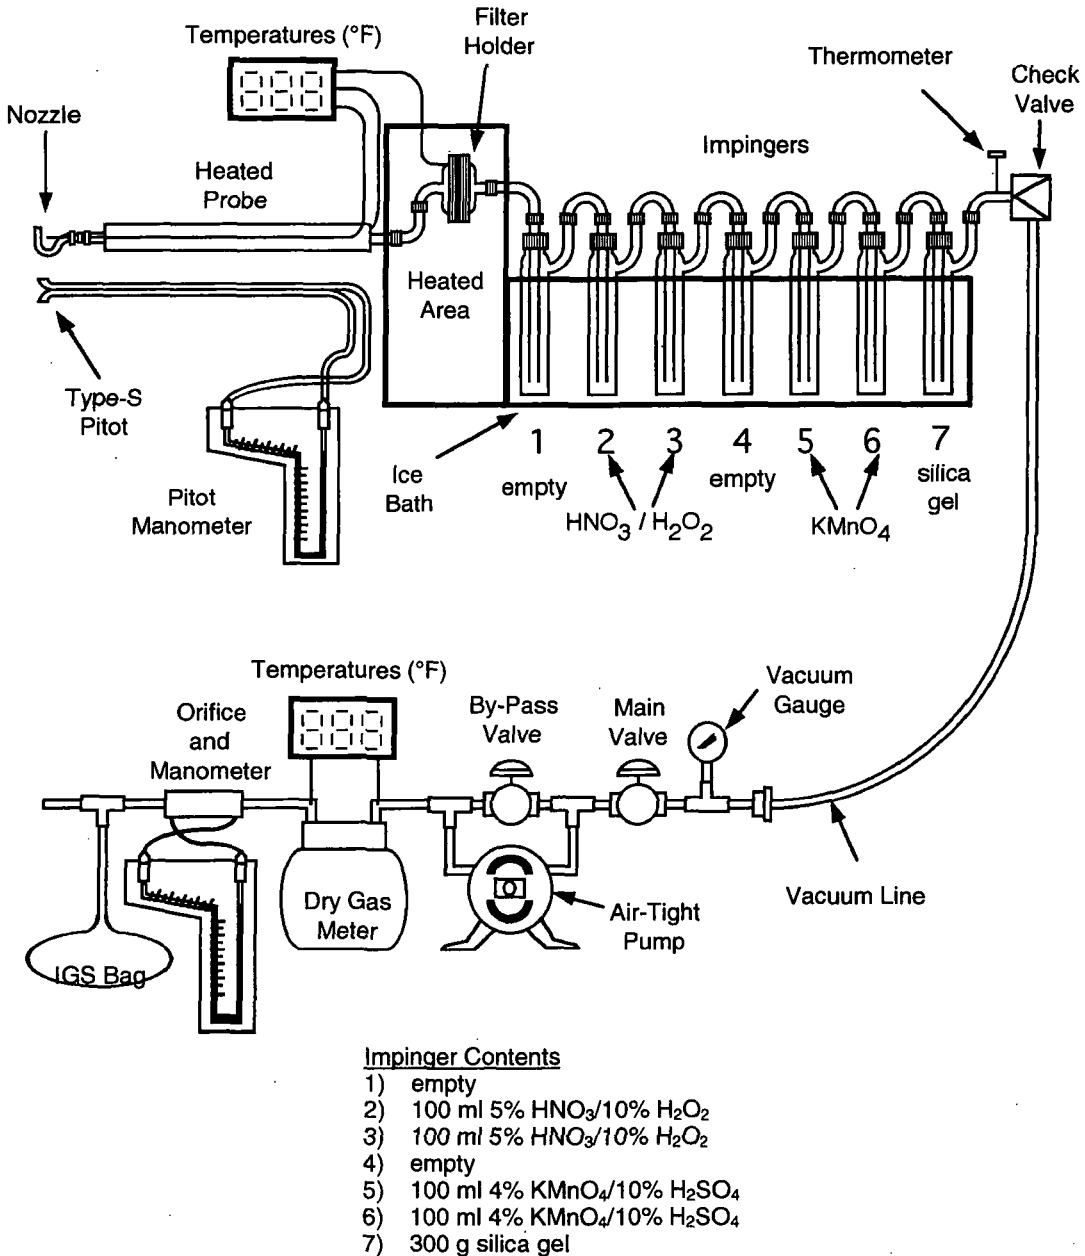 Filter
Holder
Temperatures (°F)
Thermometer
Check
Valve
Nozzle
Impingers
Heated
Probe
Heated
Area
Type-S
Pitot
1 2 3 4 5 6 7
empty
empty
silica
gel
Ice
Bath
Pitot
Manometer
HNO₃ / H₂O₂
KMnO₄
Temperatures (°F)
Vacuum
Gauge
Orifice
and
Manometer
By-Pass
Valve
Main
Valve
Dry Gas
Meter
Vacuum Line
Air-Tight
Pump
IGS Bag
Impinger Contents
1) empty
2) 100 ml 5% HNO₃/10% H₂O₂
3) 100 ml 5% HNO₃/10% H₂O₂
4) empty
5) 100 ml 4% KMnO₄/10% H₂SO₄
6) 100 ml 4% KMnO₄/10% H₂SO₄
7) 300 g silica gel